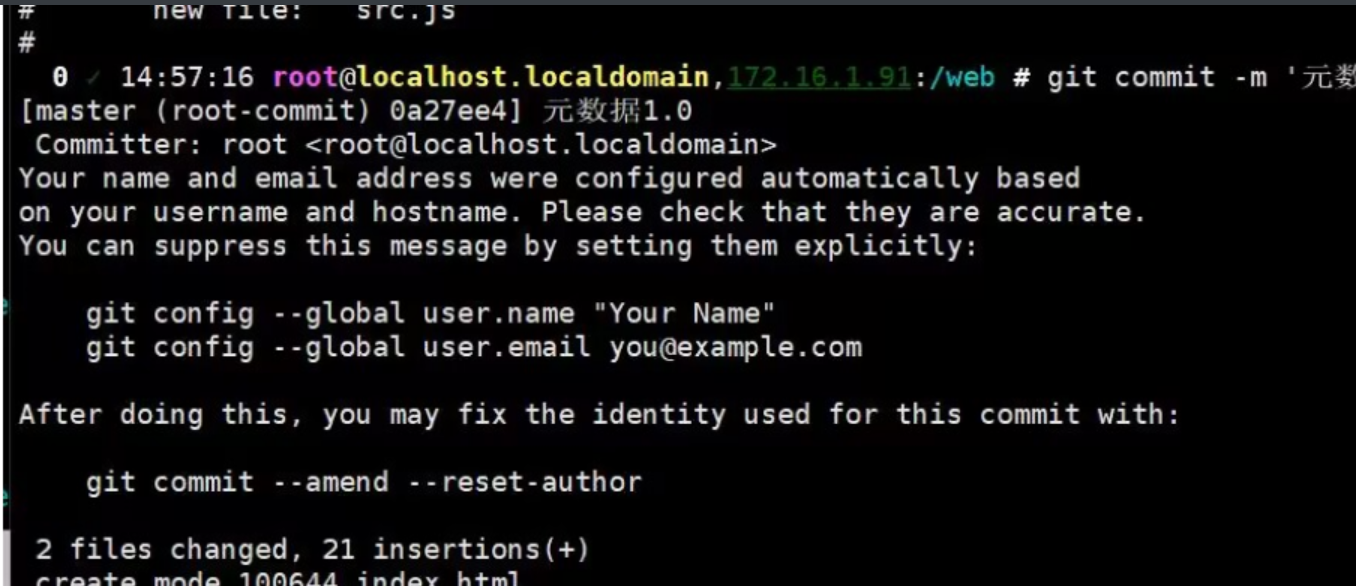 #       new file:   src.js
#
0 ✓ 14:57:16 root@localhost.localdomain,172.16.1.91:/web # git commit -m '元数
[master (root-commit) 0a27ee4] 元数据1.0
 Committer: root <root@localhost.localdomain>
Your name and email address were configured automatically based
on your username and hostname. Please check that they are accurate.
You can suppress this message by setting them explicitly:
    git config --global user.name "Your Name"
    git config --global user.email you@example.com
After doing this, you may fix the identity used for this commit with:
    git commit --amend --reset-author
 2 files changed, 21 insertions(+)
 create mode 100644 index.html